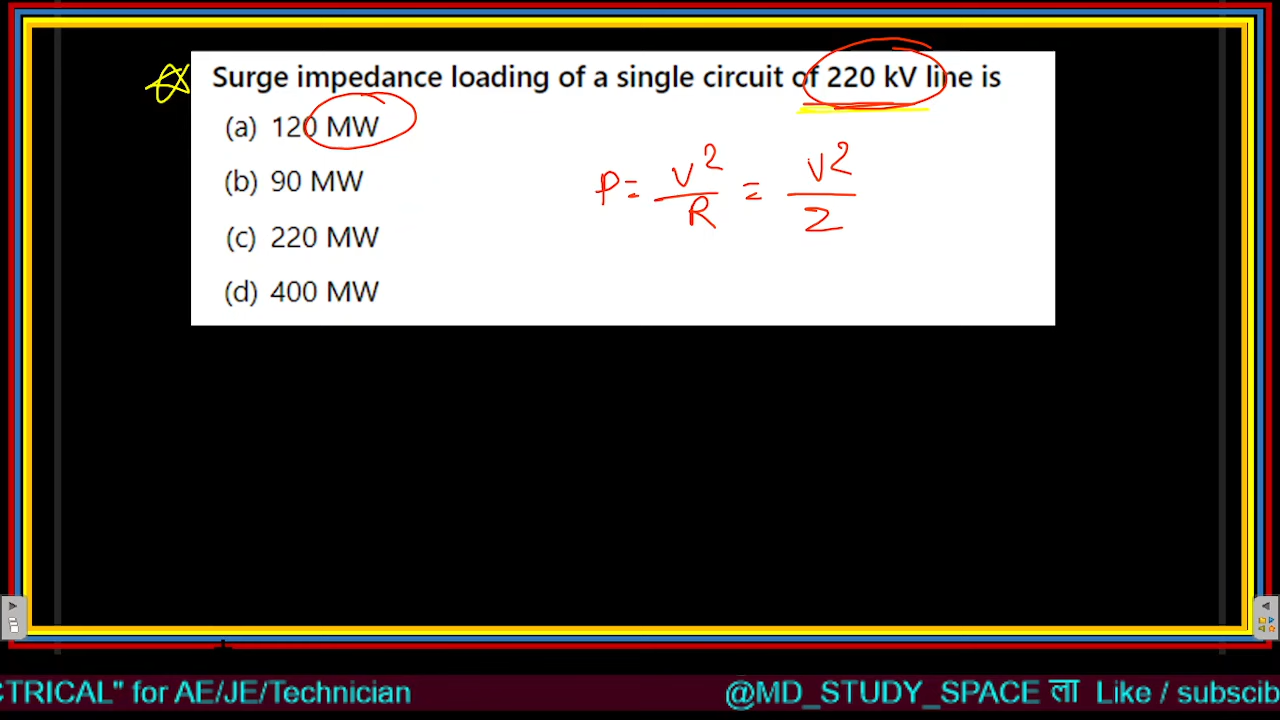 Surge impedance loading of a single circuit of 220 kV line is
(a) 120 MW
(b) 90 MW
(c) 220 MW
(d) 400 MW
P = V² / R = V² / Z
CTRICAL" for AE/JE/Technician @MD_STUDY_SPACE ला Like / subscib